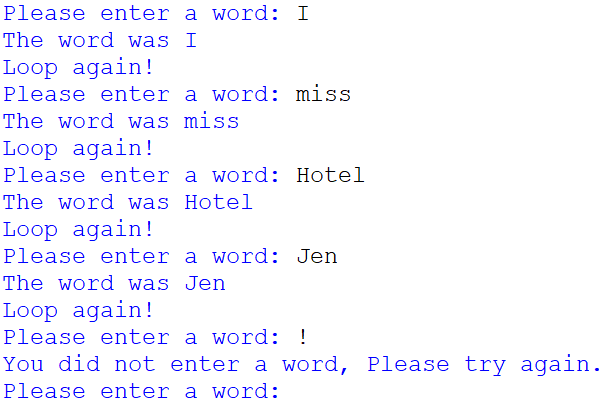 Please enter a word: I
The word was I
Loop again!
Please enter a word: miss
The word was miss
Loop again!
Please enter a word: Hotel
The word was Hotel
Loop again!
Please enter a word: Jen
The word was Jen
Loop again!
Please enter a word: !
You did not enter a word, Please try again.
Please enter a word: